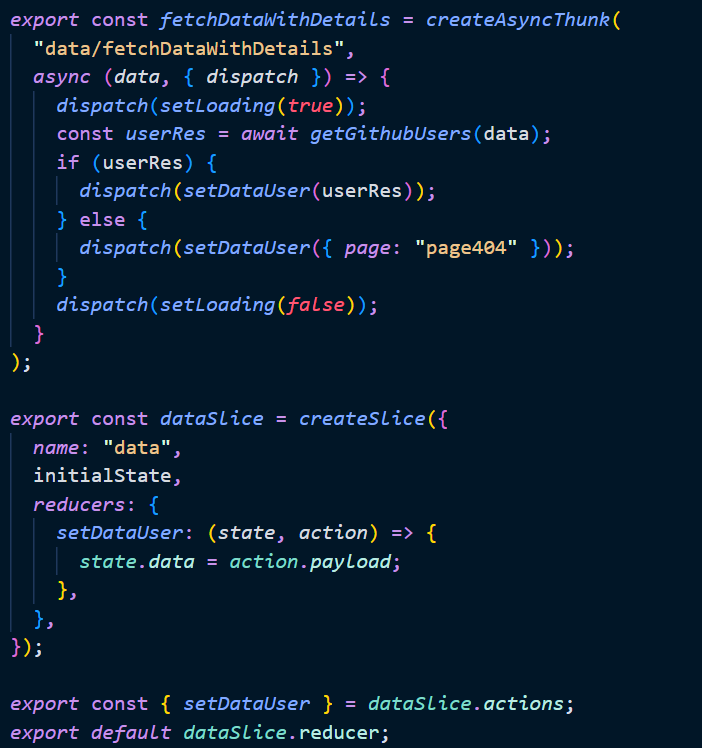 export const fetchDataWithDetails = createAsyncThunk(
  "data/fetchDataWithDetails",
  async (data, { dispatch }) => {
    dispatch(setLoading(true));
    const userRes = await getGithubUsers(data);
    if (userRes) {
      dispatch(setDataUser(userRes));
    } else {
      dispatch(setDataUser({ page: "page404" }));
    }
    dispatch(setLoading(false));
  }
);

export const dataSlice = createSlice({
  name: "data",
  initialState,
  reducers: {
    setDataUser: (state, action) => {
      state.data = action.payload;
    },
  },
});

export const { setDataUser } = dataSlice.actions;
export default dataSlice.reducer;